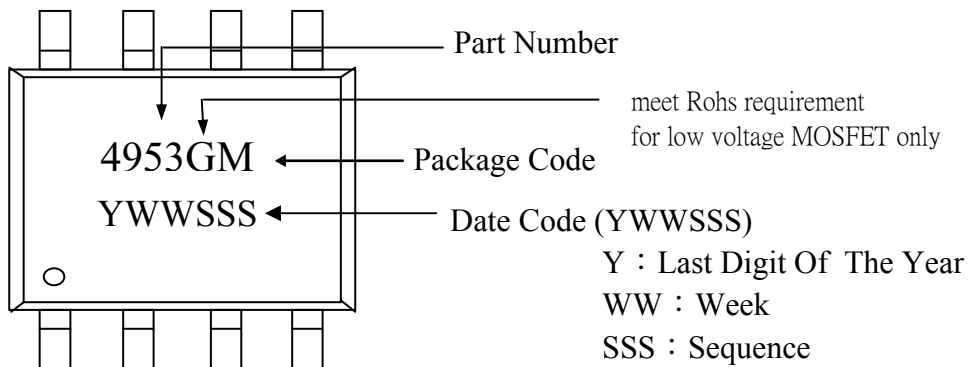 Part Number
meet Rohs requirement
for low voltage MOSFET only
4953GM
Package Code
YWWSSS
Date Code (YWWSSS)
Y：Last Digit Of The Year
WW：Week
SSS：Sequence